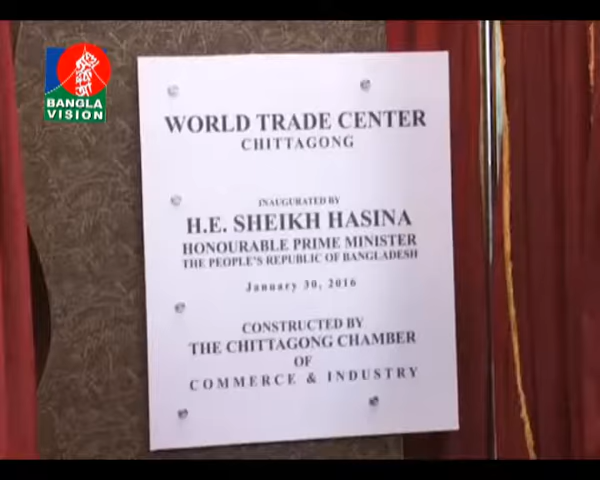 BANGLA
VISION
WORLD TRADE CENTER
CHITTAGONG
INAUGURATED BY
H.E. SHEIKH HASINA
HONOURABLE PRIME MINISTER
THE PEOPLE'S REPUBLIC OF BANGLADESH
January 30, 2016
CONSTRUCTED BY
THE CHITTAGONG CHAMBER
OF
COMMERCE & INDUSTRY